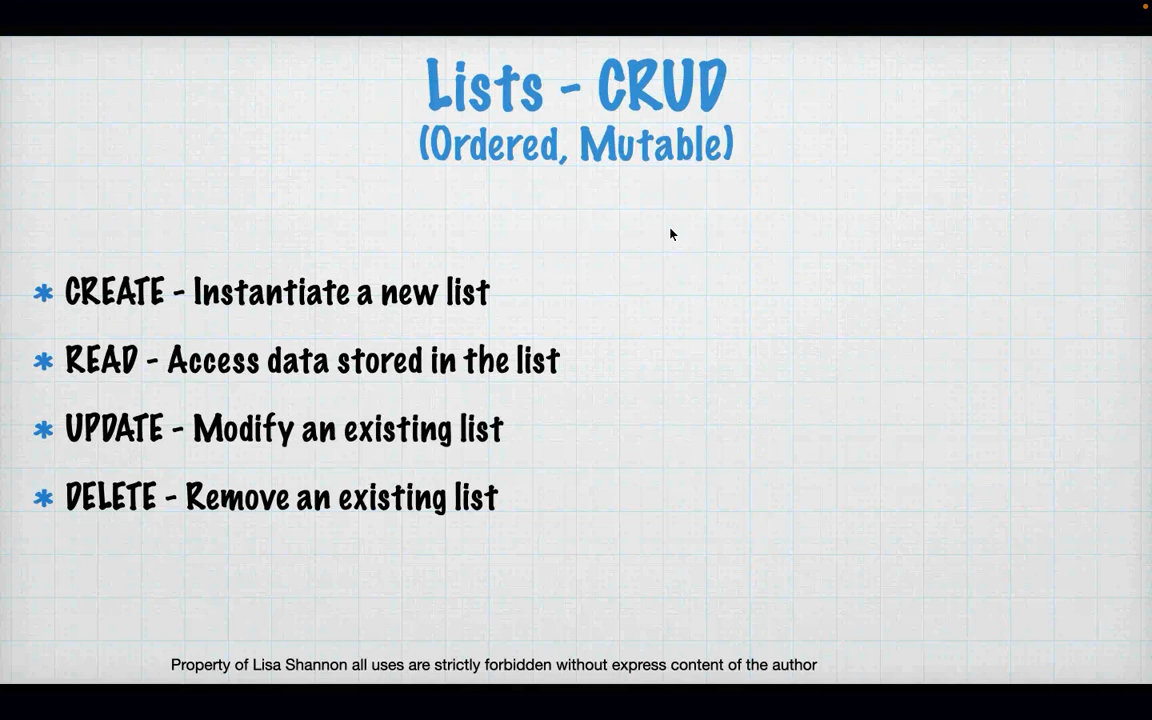 Lists - CRUD
(Ordered, Mutable)
* CREATE - Instantiate a new list
* READ - Access data stored in the list
* UPDATE - Modify an existing list
* DELETE - Remove an existing list
Property of Lisa Shannon all uses are strictly forbidden without express content of the author